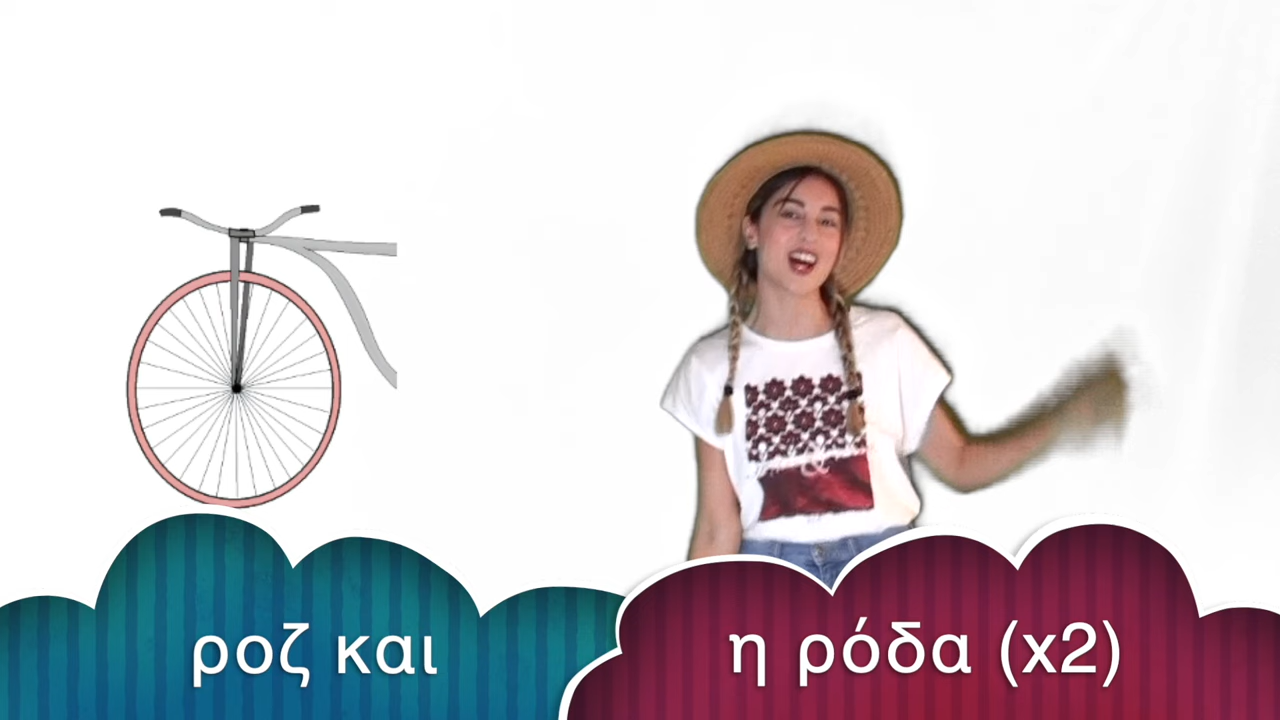 &
ροζ και
η ρόδα (x2)